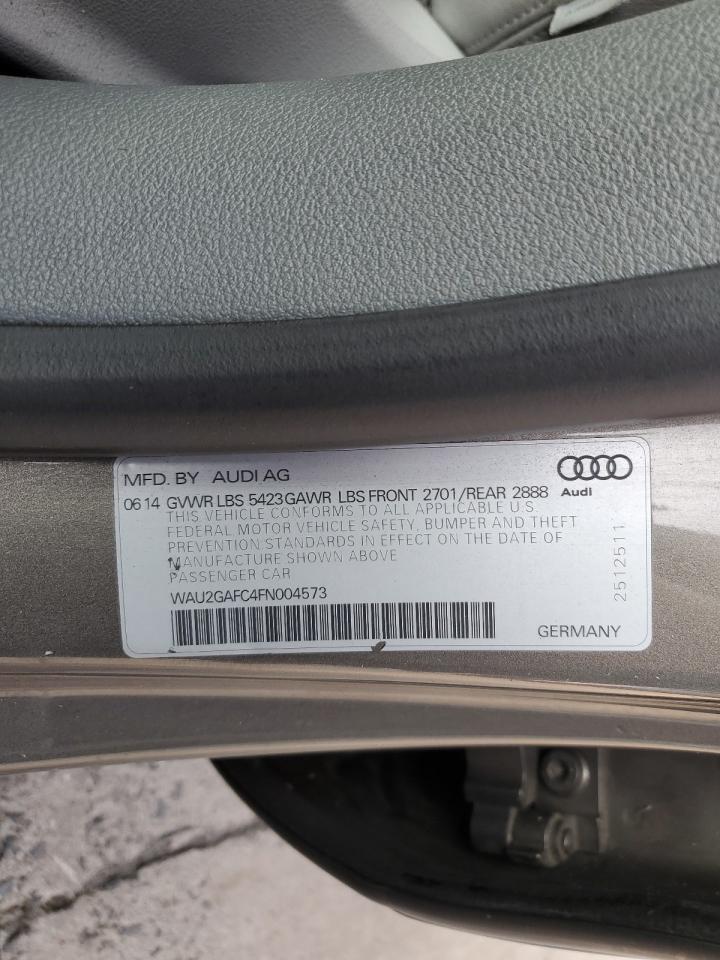 MFD. BY AUDI AG
Audi
06 14 GVWR LBS 5423 GAWR LBS FRONT 2701/REAR 2888
THIS VEHICLE CONFORMS TO ALL APPLICABLE U.S.
FEDERAL MOTOR VEHICLE SAFETY, BUMPER AND THEFT
PREVENTION STANDARDS IN EFFECT ON THE DATE OF
MANUFACTURE SHOWN ABOVE
PASSENGER CAR
WAU2GAFC4FN004573
GERMANY
2512511